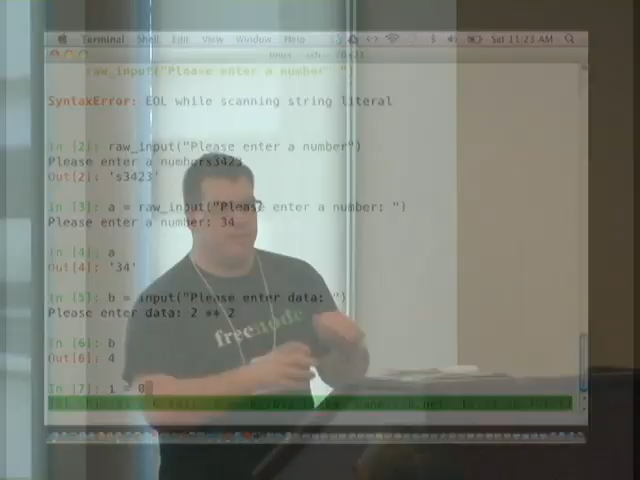 Terminal Shell Edit View Window Help Sat 11:23 AM
raw_input("Please enter a number ")
SyntaxError: EOL while scanning string literal
In [2]: raw_input("Please enter a number")
Please enter a numbers3423
Out[2]: 's3423'
In [3]: a = raw_input("Please enter a number: ")
Please enter a number: 34
In [4]: a
Out[4]: '34'
In [5]: b = input("Please enter data: ")
Please enter data: 2 ** 2
In [6]: b
Out[6]: 4
In [7]: i = 0
freenode